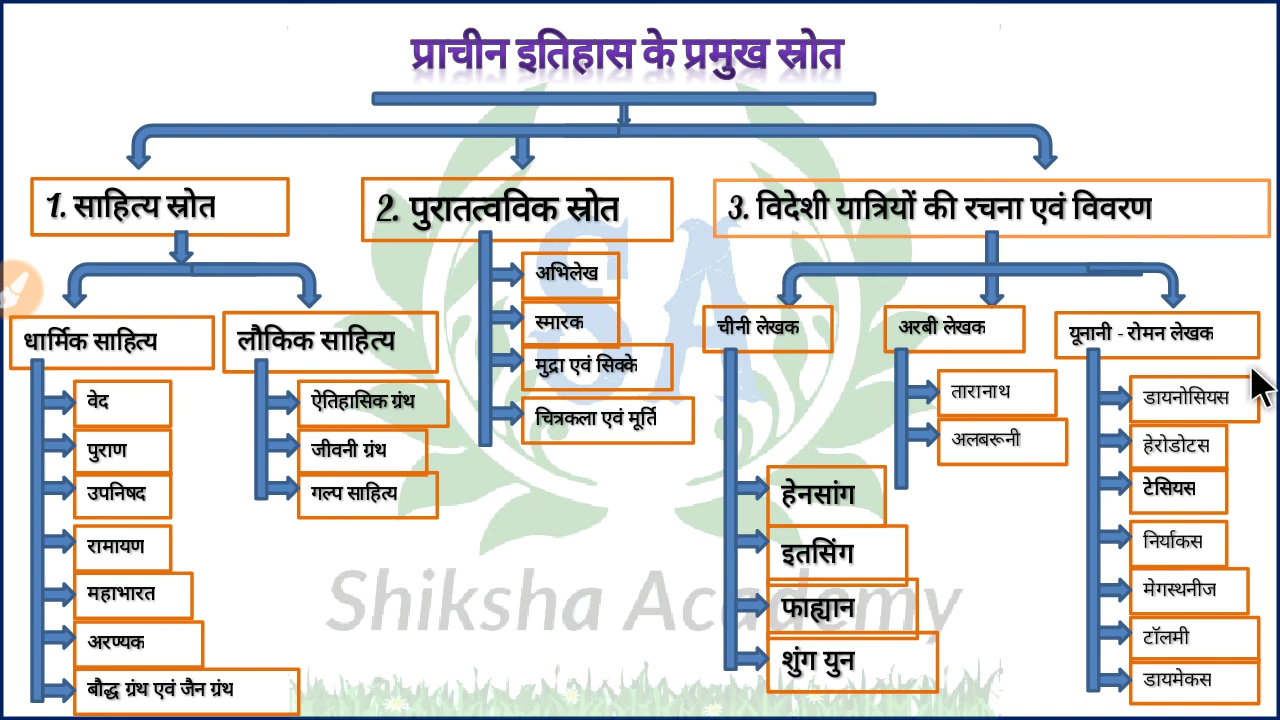 प्राचीन इतिहास के प्रमुख स्रोत
1. साहित्य स्रोत
धार्मिक साहित्य
वेद
पुराण
उपनिषद
रामायण
महाभारत
अरण्यक
बौद्ध ग्रंथ एवं जैन ग्रंथ
लौकिक साहित्य
ऐतिहासिक ग्रंथ
जीवनी ग्रंथ
गल्प साहित्य
2. पुरातत्वविक स्रोत
अभिलेख
स्मारक
मुद्रा एवं सिक्के
चित्रकला एवं मूर्ति
3. विदेशी यात्रियों की रचना एवं विवरण
चीनी लेखक
हेनसांग
इतसिंग
फाह्यान
शुंग युन
अरबी लेखक
तारानाथ
अलबरूनी
यूनानी - रोमन लेखक
डायनोसियस
हेरोडोटस
टेसियस
निर्याकस
मेगस्थनीज
टॉलमी
डायमेकस
SA
Shiksha Academy